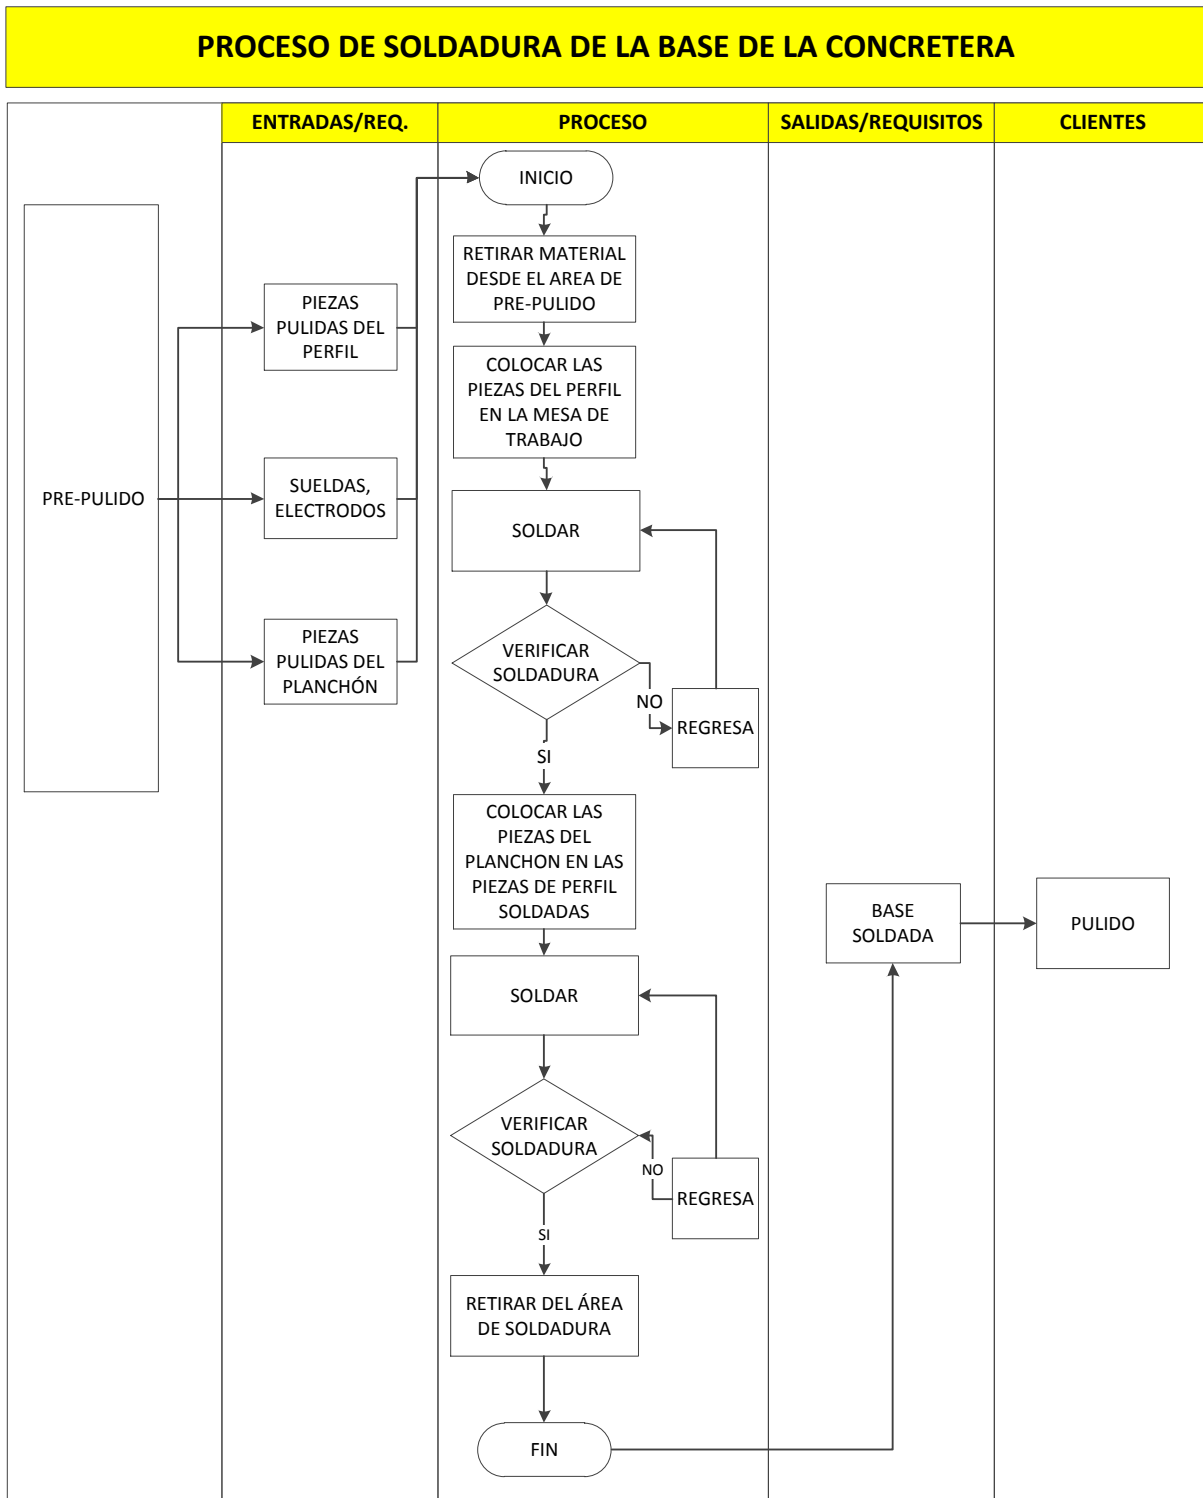 PROCESO DE SOLDADURA DE LA BASE DE LA CONCRETERA
ENTRADAS/REQ.
PROCESO
SALIDAS/REQUISITOS
CLIENTES
PRE-PULIDO
PIEZAS
PULIDAS DEL
PERFIL
SUELDAS,
ELECTRODOS
PIEZAS
PULIDAS DEL
PLANCHÓN
INICIO
RETIRAR MATERIAL
DESDE EL AREA DE
PRE-PULIDO
COLOCAR LAS
PIEZAS DEL PERFIL
EN LA MESA DE
TRABAJO
SOLDAR
VERIFICAR
SOLDADURA
NO
REGRESA
SI
COLOCAR LAS
PIEZAS DEL
PLANCHON EN LAS
PIEZAS DE PERFIL
SOLDADAS
SOLDAR
VERIFICAR
SOLDADURA
NO
REGRESA
SI
RETIRAR DEL ÁREA
DE SOLDADURA
FIN
BASE
SOLDADA
PULIDO